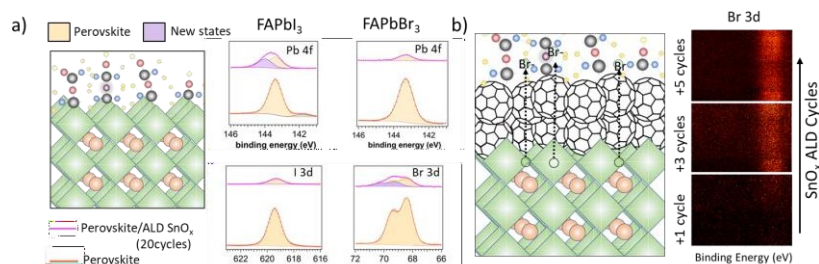 a)
Perovskite
New states
FAPbI3
FAPbBr3
Pb 4f
Pb 4f
146 144 142
binding energy (eV)
146 144 142
binding energy (eV)
I 3d
Br 3d
622 620 618 616
72 70 68 66
Perovskite/ALD SnOx
(20cycles)
Perovskite
b)
Br 3d
Br-
Br-
Br
+5 cycles
+3 cycles
+1 cycle
SnOx ALD Cycles
Binding Energy (eV)